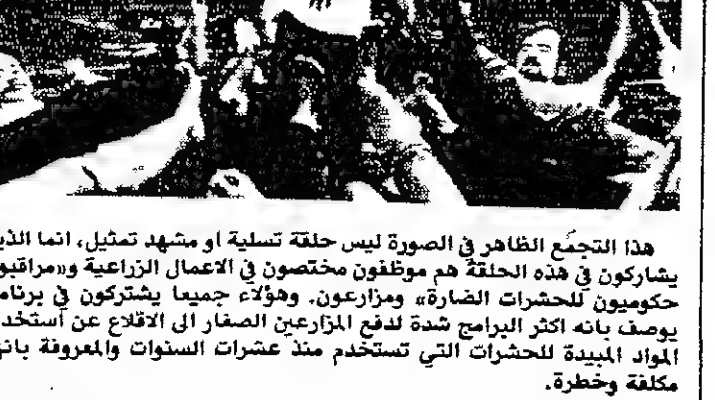 هذا التجمّع الظاهر في الصورة ليس حلقة تسلية او مشهد تمثيل، انما
يشاركون في هذه الحلقة هم موظفون مختصون في الاعمال الزراعية و
حكوميون للحشرات الضارة» ومزارعون. وهؤلاء جميعا يشتركون في
يوصف بانه اكثر البرامج شدة لدفع المزارعين الصغار الى الاقلاع عن
المواد المبيدة للحشرات التي تستخدم منذ عشرات السنوات والمعروفة
مكلفة وخطرة.